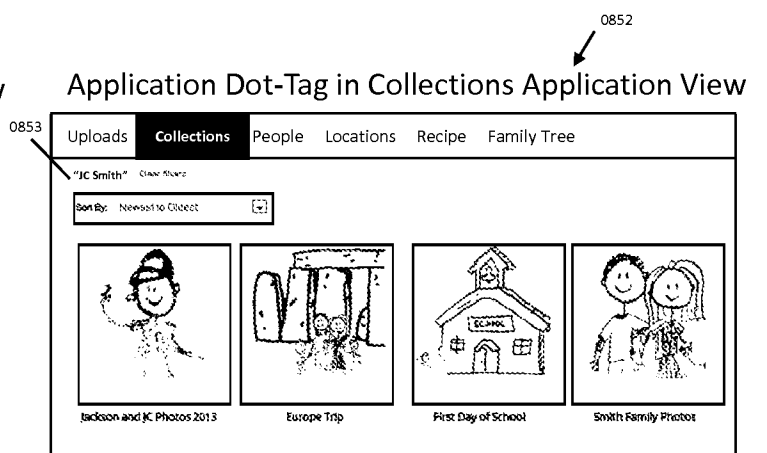 0852
Application Dot-Tag in Collections Application View
0853
Uploads Collections People Locations Recipe Family Tree
"JC Smith"
Sort By: Newest to Oldest
SCHOOL
Jackson and JC Photos 2013 Europe Trip First Day of School Smith Family Photos